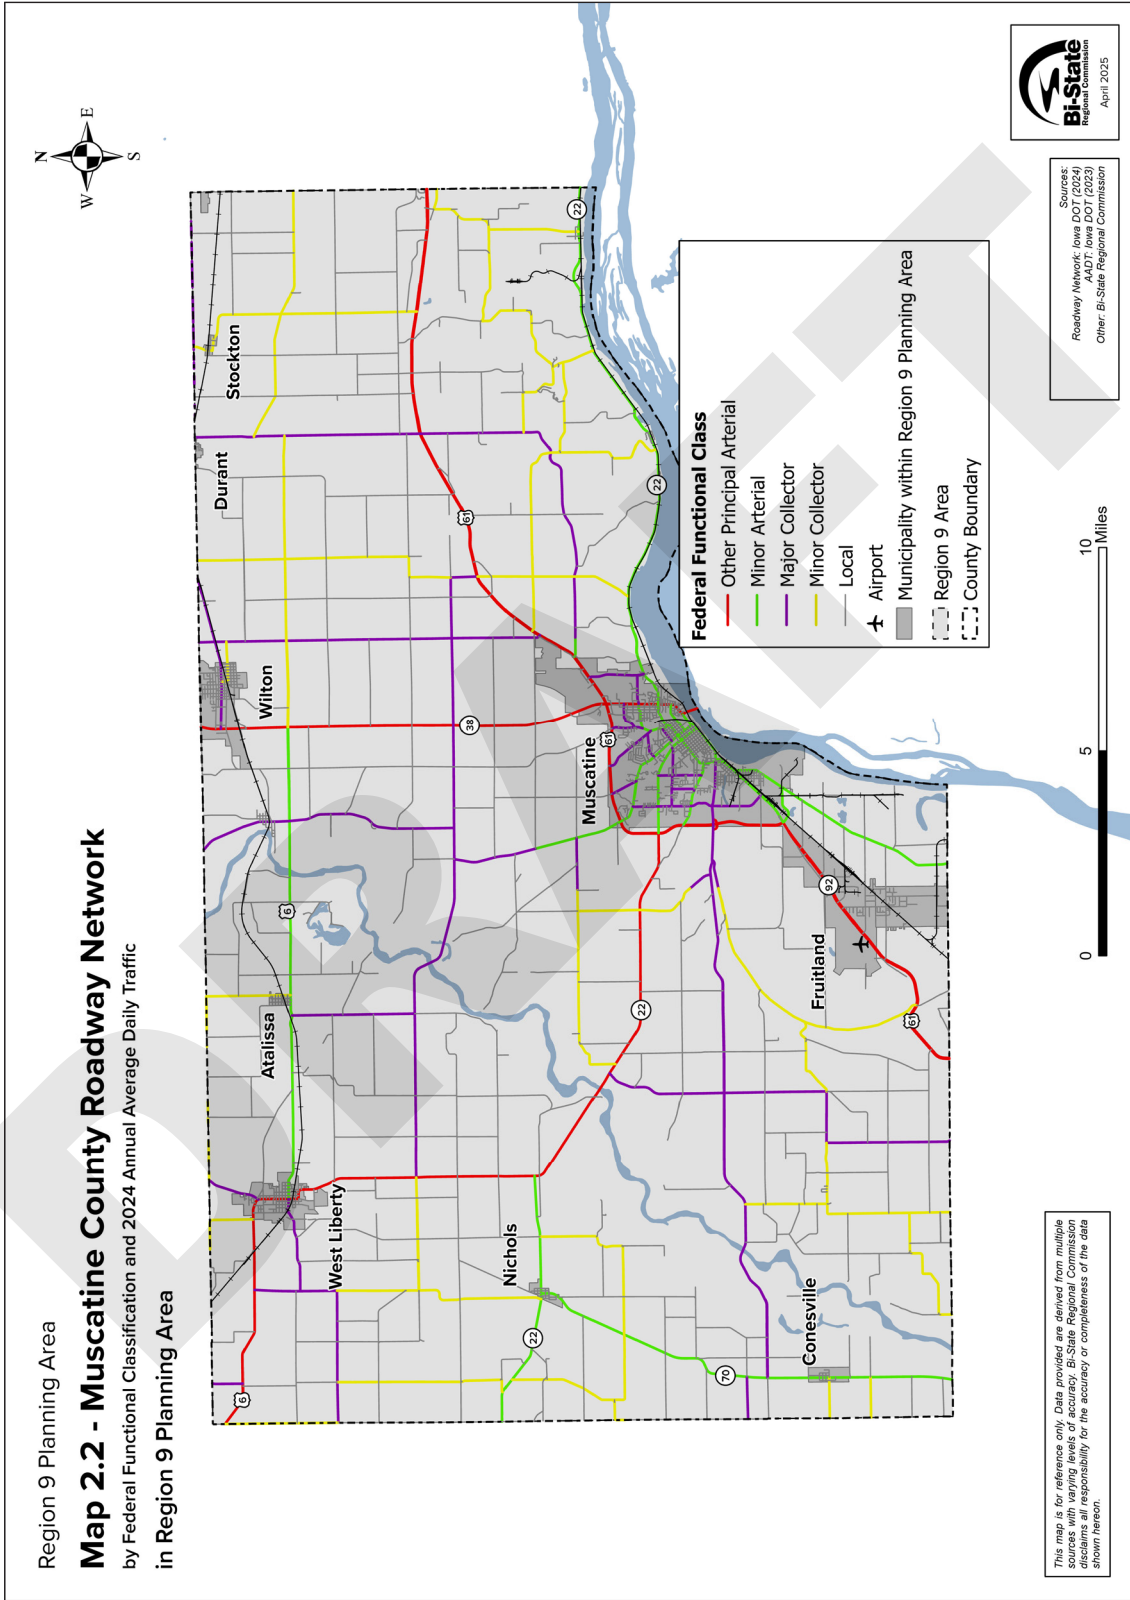 Region 9 Planning Area
Map 2.2 - Muscatine County Roadway Network
by Federal Functional Classification and 2024 Annual Average Daily Traffic
in Region 9 Planning Area
N
W
E
S
DRAFT
Stockton
Durant
Wilton
Atalissa
West Liberty
Nichols
Conesville
Fruitland
Muscatine
6
6
22
70
22
38
61
61
92
61
22
22
Federal Functional Class
Other Principal Arterial
Minor Arterial
Major Collector
Minor Collector
Local
Airport
Municipality within Region 9 Planning Area
Region 9 Area
County Boundary
0
5
10
Miles
This map is for reference only. Data provided are derived from multiple
sources with varying levels of accuracy. Bi-State Regional Commission
disclaims all responsibility for the accuracy or completeness of the data
shown hereon.
Sources:
Roadway Network: Iowa DOT (2024)
AADT: Iowa DOT (2023)
Other: Bi-State Regional Commission
Bi-State
Regional Commission
April 2025